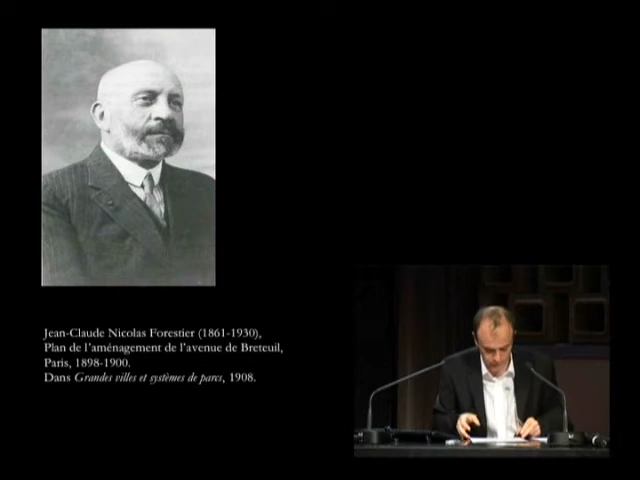 Jean-Claude Nicolas Forestier (1861-1930),
Plan de l'aménagement de l'avenue de Breteuil,
Paris, 1898-1900.
Dans Grandes villes et systèmes de parcs, 1908.